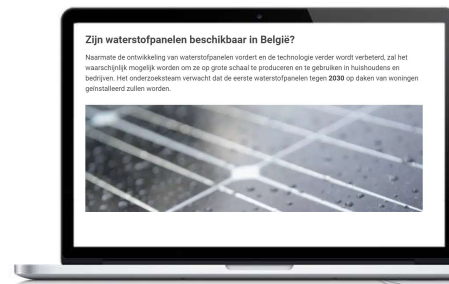 Zijn waterstofpanelen beschikbaar in België?
Naarmate de ontwikkeling van waterstofpanelen vordert en de technologie verder wordt verbeterd, zal het
waarschijnlijk mogelijk worden om ze op grote schaal te produceren en te gebruiken in huishoudens en
bedrijven. Het onderzoeksteam verwacht dat de eerste waterstofpanelen tegen 2030 op daken van woningen
geïnstalleerd zullen worden.